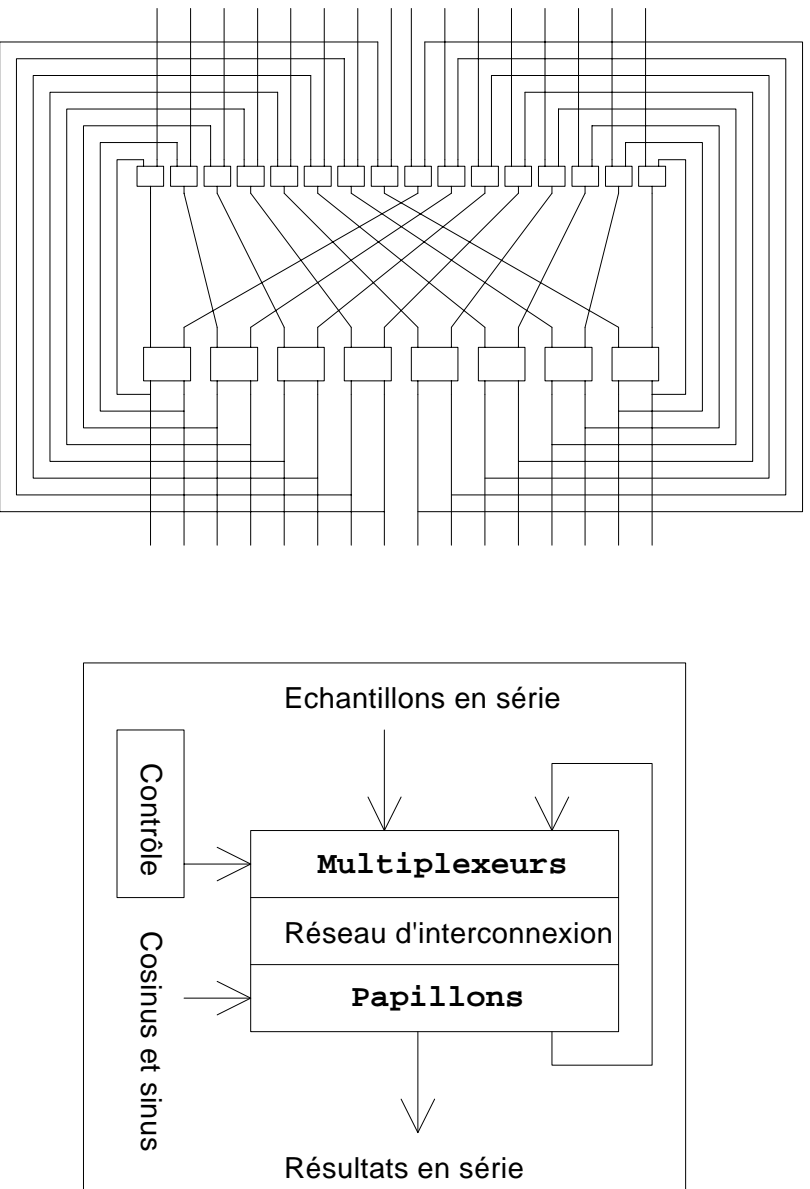 Echantillons en série
Contrôle
Multiplexeurs
Réseau d'interconnexion
Cosinus et sinus
Papillons
Résultats en série